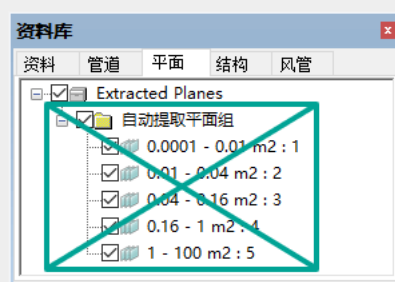 资料库
资料 管道 平面 结构 风管
Extracted Planes
自动提取平面组
0.0001 - 0.01 m2 : 1
0.01 - 0.04 m2 : 2
0.04 - 0.16 m2 : 3
0.16 - 1 m2 : 4
1 - 100 m2 : 5